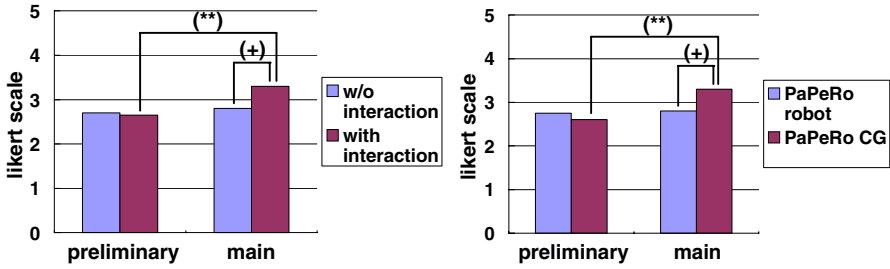 5
4
3
2
1
0
likert scale
(**)
(+)
preliminary
main
w/o
interaction
with
interaction
5
4
3
2
1
0
likert scale
(**)
(+)
preliminary
main
PaPeRo
robot
PaPeRo CG